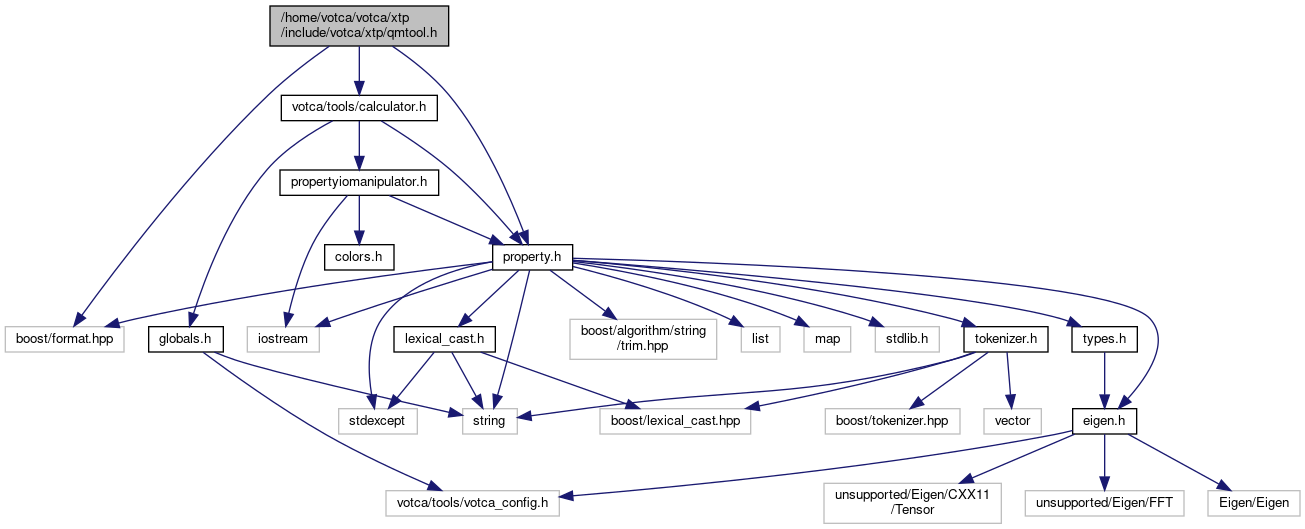 /home/votca/votca/xtp
/include/votca/xtp/qmtool.h
votca/tools/calculator.h
propertyiomanipulator.h
colors.h
property.h
boost/format.hpp
globals.h
iostream
lexical_cast.h
boost/algorithm/string
/trim.hpp
list
map
stdlib.h
tokenizer.h
types.h
stdexcept
string
boost/lexical_cast.hpp
boost/tokenizer.hpp
vector
eigen.h
votca/tools/votca_config.h
unsupported/Eigen/CXX11
/Tensor
unsupported/Eigen/FFT
Eigen/Eigen